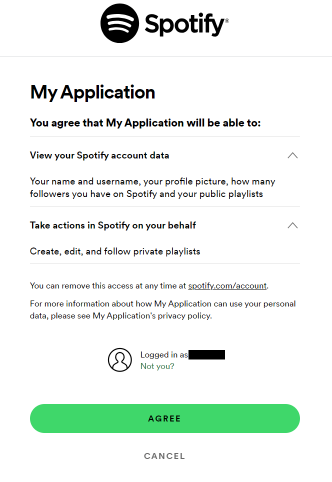 Spotify®
My Application
You agree that My Application will be able to:
View your Spotify account data
Your name and username, your profile picture, how many
followers you have on Spotify and your public playlists
Take actions in Spotify on your behalf
Create, edit, and follow private playlists
You can remove this access at any time at spotify.com/account.
For more information about how My Application can use your personal
data, please see My Application's privacy policy.
Logged in as
Not you?
AGREE
CANCEL